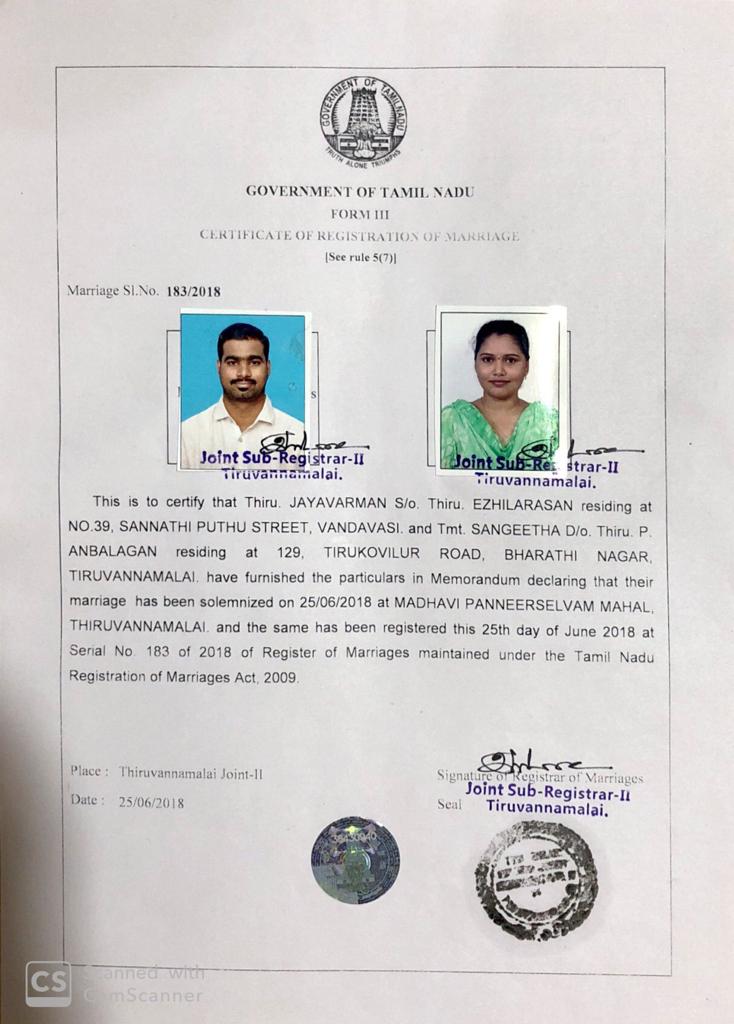 GOVERNMENT OF TAMILNADU
TRUTH ALONE TRIUMPHS
GOVERNMENT OF TAMIL NADU
FORM III
CERTIFICATE OF REGISTRATION OF MARRIAGE
[See rule 5(7)]
Marriage Sl.No. 183/2018
Joint Sub-Registrar-II
Tiruvannamalai.
Joint Sub-Registrar-II
Tiruvannamalai.
This is to certify that Thiru. JAYAVARMAN S/o. Thiru. EZHILARASAN residing at
NO.39, SANNATHI PUTHU STREET, VANDAVASI. and Tmt. SANGEETHA D/o. Thiru. P.
ANBALAGAN residing at 129, TIRUKOVILUR ROAD, BHARATHI NAGAR,
TIRUVANNAMALAI. have furnished the particulars in Memorandum declaring that their
marriage has been solemnized on 25/06/2018 at MADHAVI PANNEERSELVAM MAHAL,
THIRUVANNAMALAI. and the same has been registered this 25th day of June 2018 at
Serial No. 183 of 2018 of Register of Marriages maintained under the Tamil Nadu
Registration of Marriages Act, 2009.
Place : Thiruvannamalai Joint-II
Date : 25/06/2018
Signature of Registrar of Marriages
Joint Sub-Registrar-II
Seal Tiruvannamalai.
CS Scanned with
CamScanner